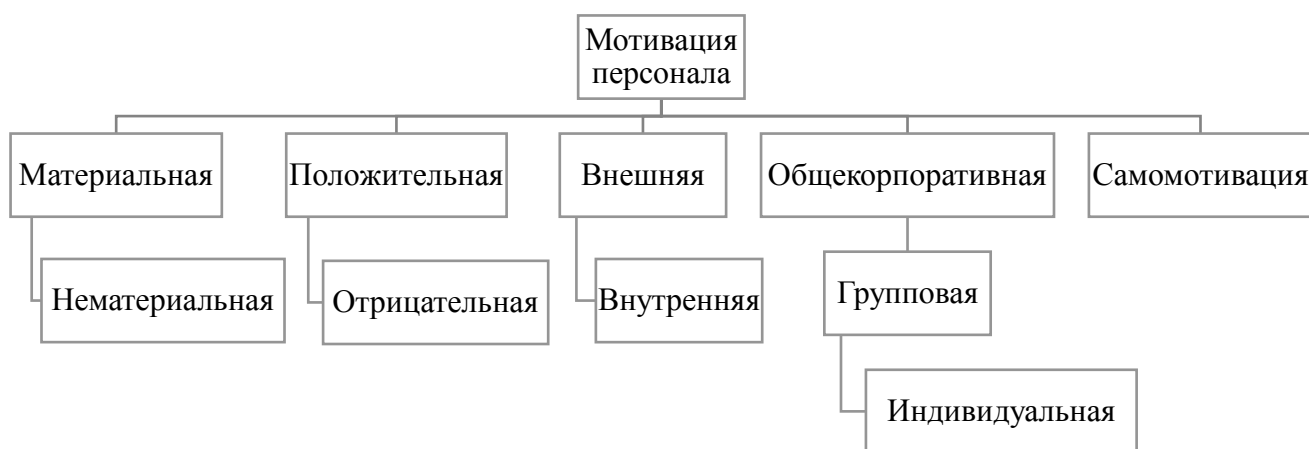 Мотивация
персонала
Материальная
Положительная
Внешняя
Общекорпоративная
Самомотивация
Нематериальная
Отрицательная
Внутренняя
Групповая
Индивидуальная